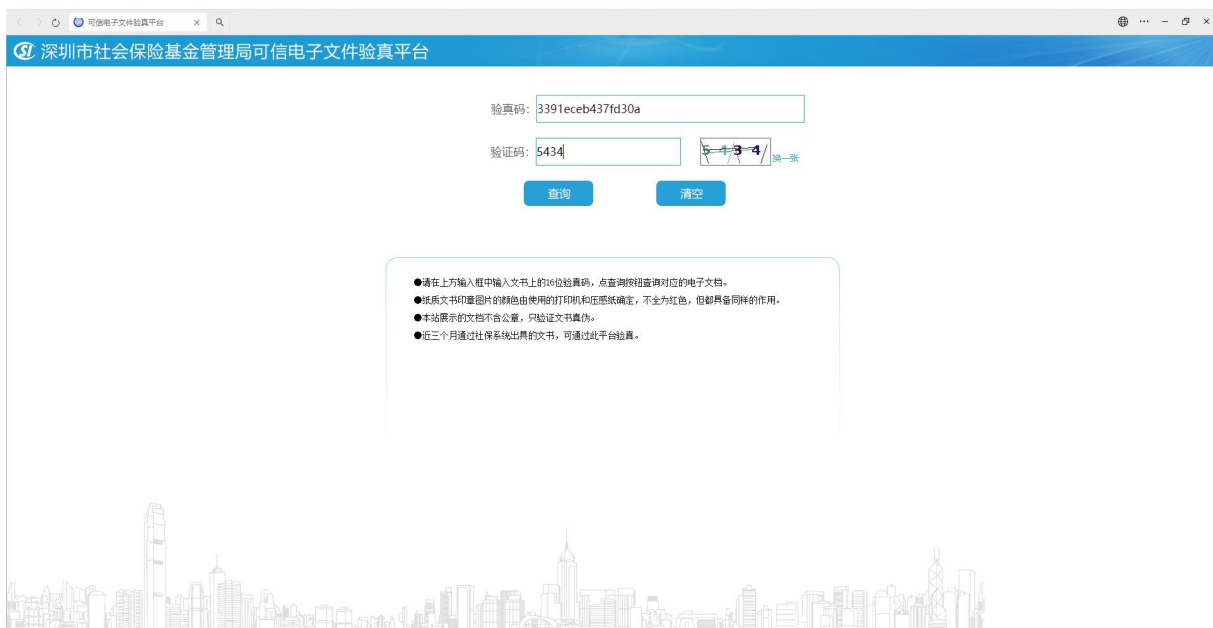 可信电子文件验真平台
深圳市社会保险基金管理局可信电子文件验真平台
验真码: 3391eceb437fd30a
验证码: 5434 5434 换一张
查询 清空
●请在上方输入框中输入文书上的16位验真码，点查询按钮查询对应的电子文档。
●纸质文书印章图片的颜色由使用的打印机和压感纸确定，不全为红色，但都具备同样的作用。
●本站展示的文档不含公章，只验证文书真伪。
●近三个月通过社保系统出具的文书，可通过此平台验真。